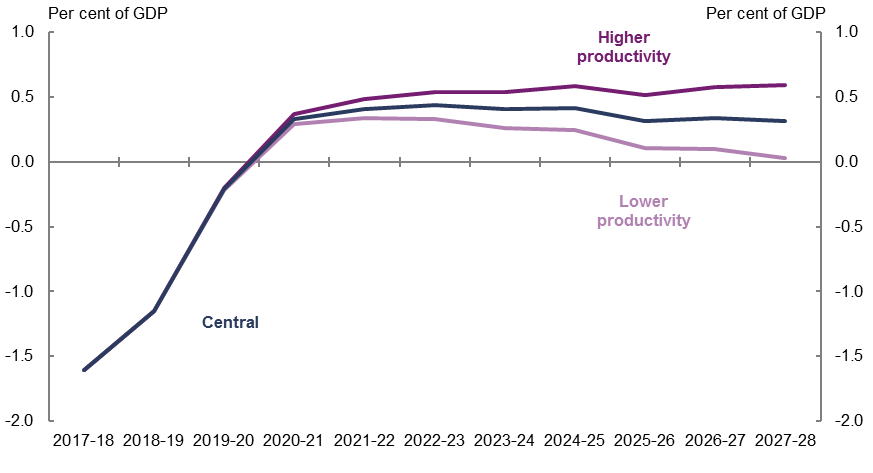 Per cent of GDP
Per cent of GDP
1.0
1.0
Higher
productivity
0.5
0.5
0.0
0.0
Lower
productivity
-0.5
-0.5
-1.0
-1.0
Central
-1.5
-1.5
-2.0
-2.0
2017-18 2018-19 2019-20 2020-21 2021-22 2022-23 2023-24 2024-25 2025-26 2026-27 2027-28